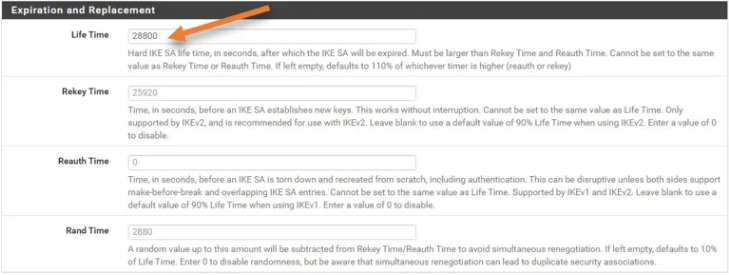 Expiration and Replacement
Life Time
28800
Hard IKE SA life time, in seconds, after which the IKE SA will be expired. Must be larger than Rekey Time and Reauth Time. Cannot be set to the same
value as Rekey Time or Reauth Time. If left empty, defaults to 110% of whichever timer is higher (reauth or rekey)
Rekey Time
25920
Time, in seconds, before an IKE SA establishes new keys. This works without interruption. Cannot be set to the same value as Life Time. Only
supported by IKEv2, and is recommended for use with IKEv2. Leave blank to use a default value of 90% Life Time when using IKEv2. Enter a value of 0
to disable.
Reauth Time
0
Time, in seconds, before an IKE SA is torn down and recreated from scratch, including authentication. This can be disruptive unless both sides support
make-before-break and overlapping IKE SA entries. Cannot be set to the same value as Life Time. Supported by IKEv1 and IKEv2. Leave blank to use a
default value of 90% Life Time when using IKEv1. Enter a value of 0 to disable.
Rand Time
2880
A random value up to this amount will be subtracted from Rekey Time/Reauth Time to avoid simultaneous renegotiation. If left empty, defaults to 10%
of Life Time. Enter 0 to disable randomness, but be aware that simultaneous renegotiation can lead to duplicate security associations.